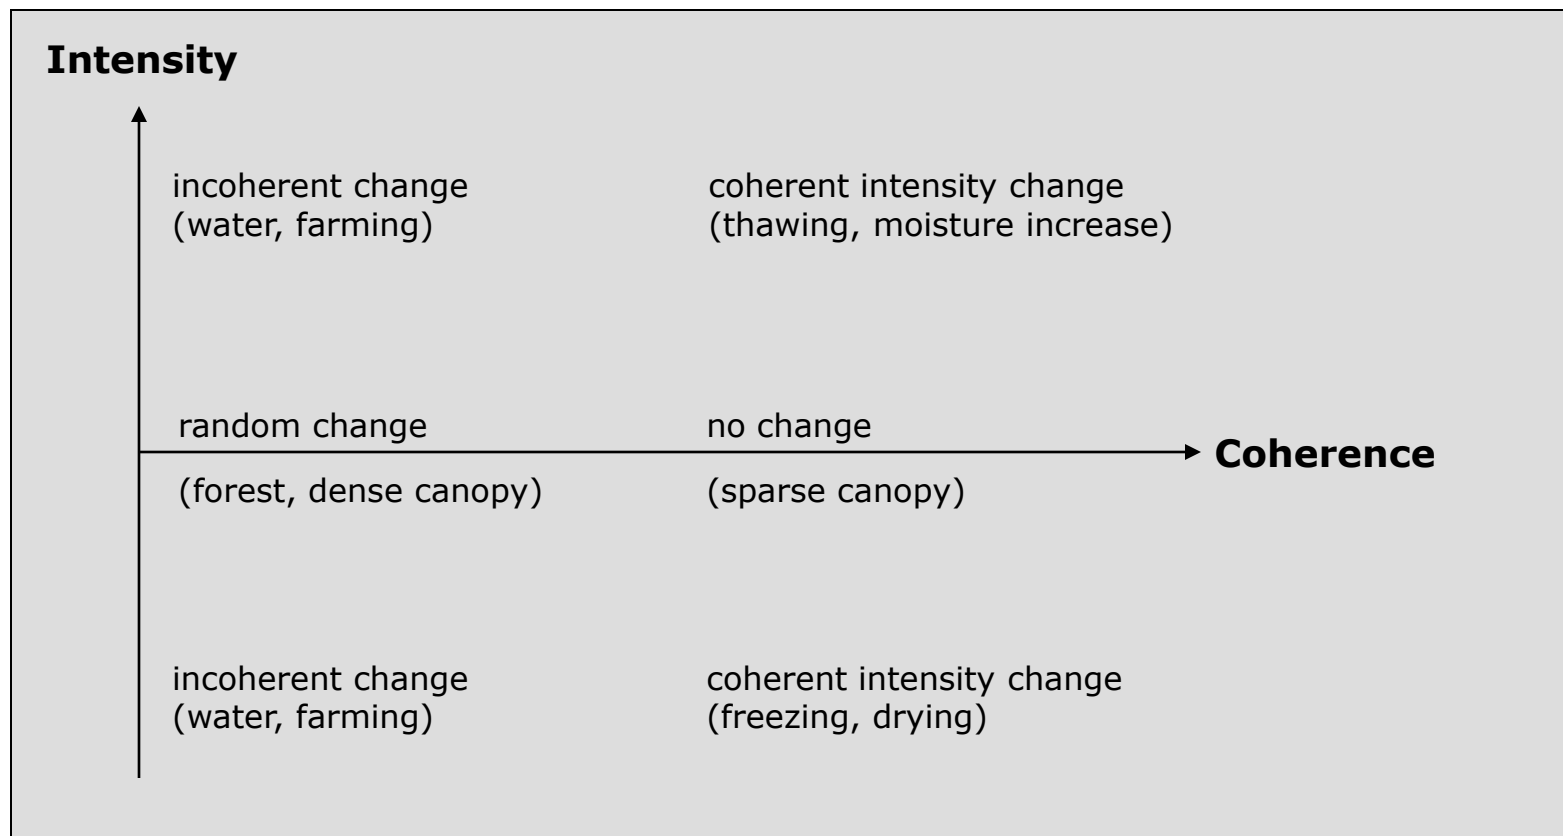 Intensity
incoherent change
(water, farming)
coherent intensity change
(thawing, moisture increase)
random change
no change
Coherence
(forest, dense canopy)
(sparse canopy)
incoherent change
(water, farming)
coherent intensity change
(freezing, drying)